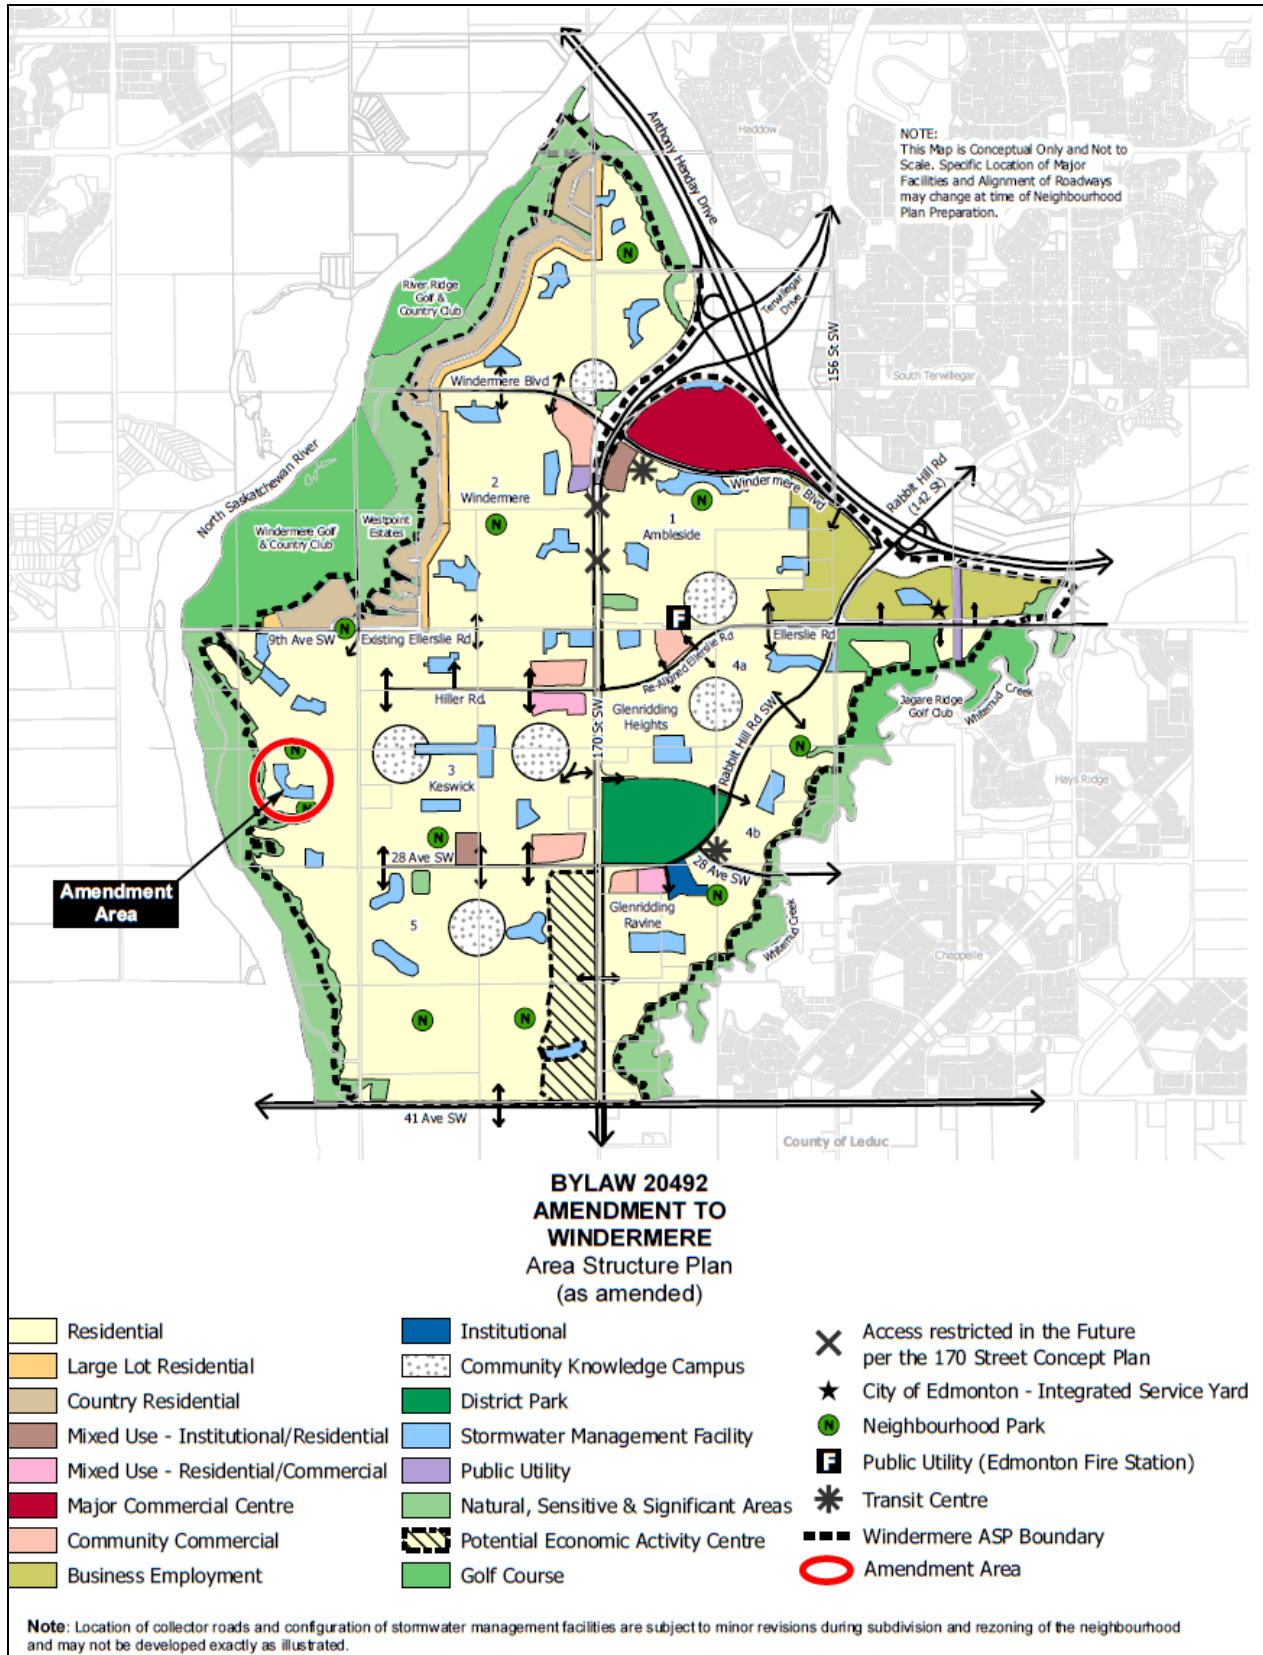 Haddow
NOTE:
This Map is Conceptual Only and Not to
Scale. Specific Location of Major
Facilities and Alignment of Roadways
may change at time of Neighbourhood
Plan Preparation.
Anthony Henday Drive
N
River Ridge
Golf &
Country Club
Terwillegar
Drive
156 St SW
South Terwillegar
Windermere Blvd
North Saskatchewan River
Rabbit Hill Rd
(142 St)
Windermere Blvd
2
Windermere
N
N
1
Ambleside
Westpoint
Estates
Windermere Golf
& Country Club
F
N
9th Ave SW
Existing Ellerslie Rd
Ellerslie Rd
Re-Aligned Ellerslie Rd
4a
Hiller Rd.
Jagare Ridge
Golf Club
Whitemud Creek
Glenridding
Heights
170 St SW
Rabbit Hill Rd SW
N
N
3
Keswick
Hays Ridge
N
N
4b
28 Ave SW
28 Ave SW
Amendment
Area
N
Glenridding
Ravine
5
Whitemud Creek
Chappelle
N
N
41 Ave SW
County of Leduc
BYLAW 20492
AMENDMENT TO
WINDERMERE
Area Structure Plan
(as amended)
Residential
Large Lot Residential
Country Residential
Mixed Use - Institutional/Residential
Mixed Use - Residential/Commercial
Major Commercial Centre
Community Commercial
Business Employment
Institutional
Community Knowledge Campus
District Park
Stormwater Management Facility
Public Utility
Natural, Sensitive & Significant Areas
Potential Economic Activity Centre
Golf Course
Access restricted in the Future
per the 170 Street Concept Plan
City of Edmonton - Integrated Service Yard
N Neighbourhood Park
F Public Utility (Edmonton Fire Station)
Transit Centre
Windermere ASP Boundary
Amendment Area
Note: Location of collector roads and configuration of stormwater management facilities are subject to minor revisions during subdivision and rezoning of the neighbourhood
and may not be developed exactly as illustrated.